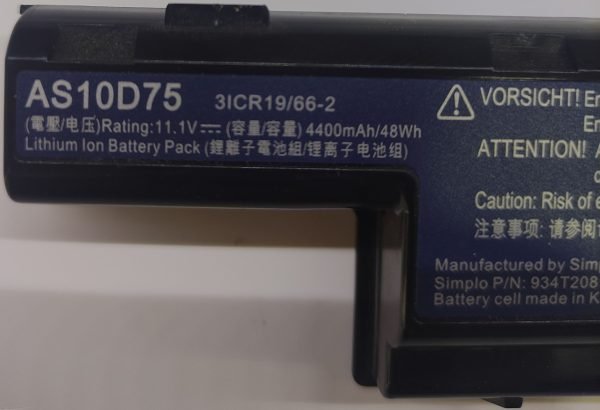 AS10D75 3ICR19/66-2
(電壓/电压)Rating:11.1V⎓ (容量/容量) 4400mAh/48Wh
Lithium Ion Battery Pack (鋰離子電池組/锂离子电池组)
VORSICHT!
ATTENTION!
Caution: Risk of
注意事项: 请参阅
Manufactured by
Simplo P/N: 934T208
Battery cell made in